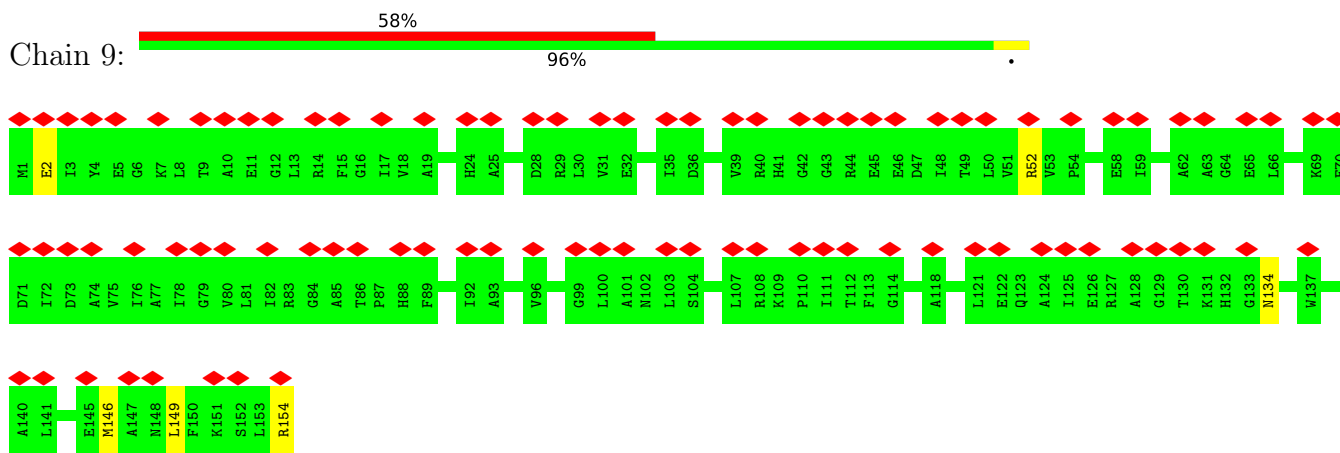 58%
Chain 9:
96%
.
M1 E2 I3 Y4 E5 G6 K7 L8 T9 A10 E11 G12 L13 R14 F15 G16 I17 V18 A19 H24 A25 D28 R29 L30 V31 E32 I35 D36 V39 R40 H41 G42 G43 R44 E45 E46 D47 I48 T49 L50 V51 R52 V53 P54 E58 I59 A62 A63 G64 E65 L66 K69
D71 I72 D73 A74 V75 I76 A77 I78 G79 V80 L81 I82 R83 G84 A85 T86 P87 H88 F89 I92 A93 V96 G99 L100 A101 N102 L103 S104 L107 R108 K109 P110 I111 T112 F113 G114 A118 L121 E122 Q123 A124 I125 E126 R127 A128 G129 T130 K131 H132 G133 N134 W137
A140 L141 E145 M146 A147 N148 L149 F150 K151 S152 L153 R154